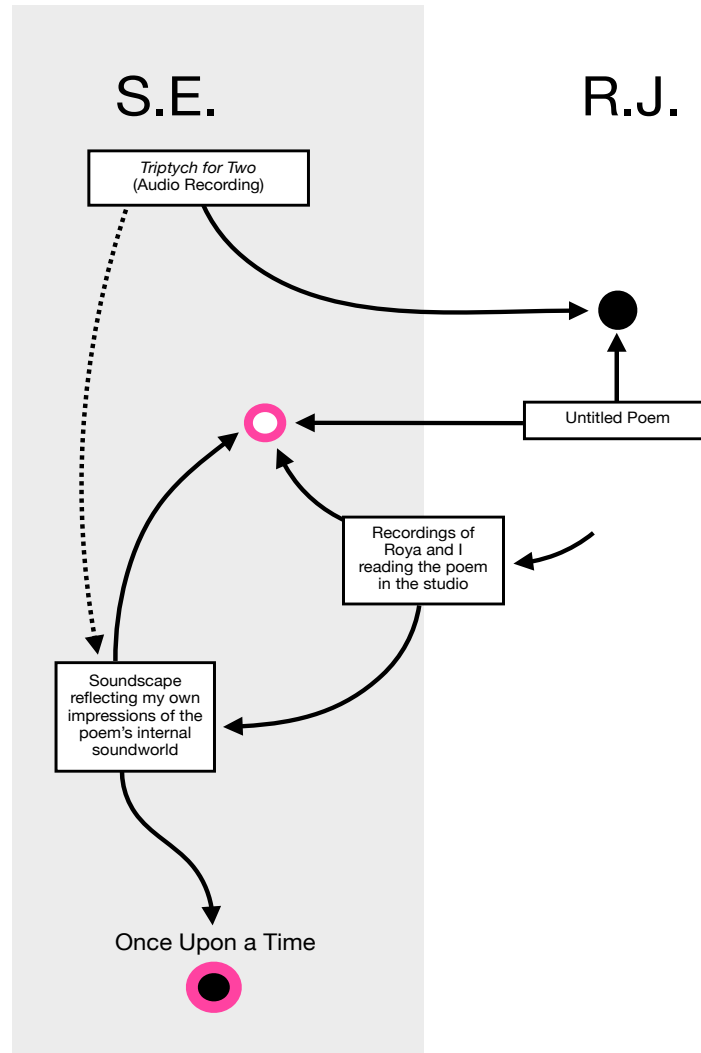 S.E.
R.J.
Triptych for Two
(Audio Recording)
Untitled Poem
Recordings of
Roya and I
reading the poem
in the studio
Soundscape
reflecting my own
impressions of the
poem’s internal
soundworld
Once Upon a Time